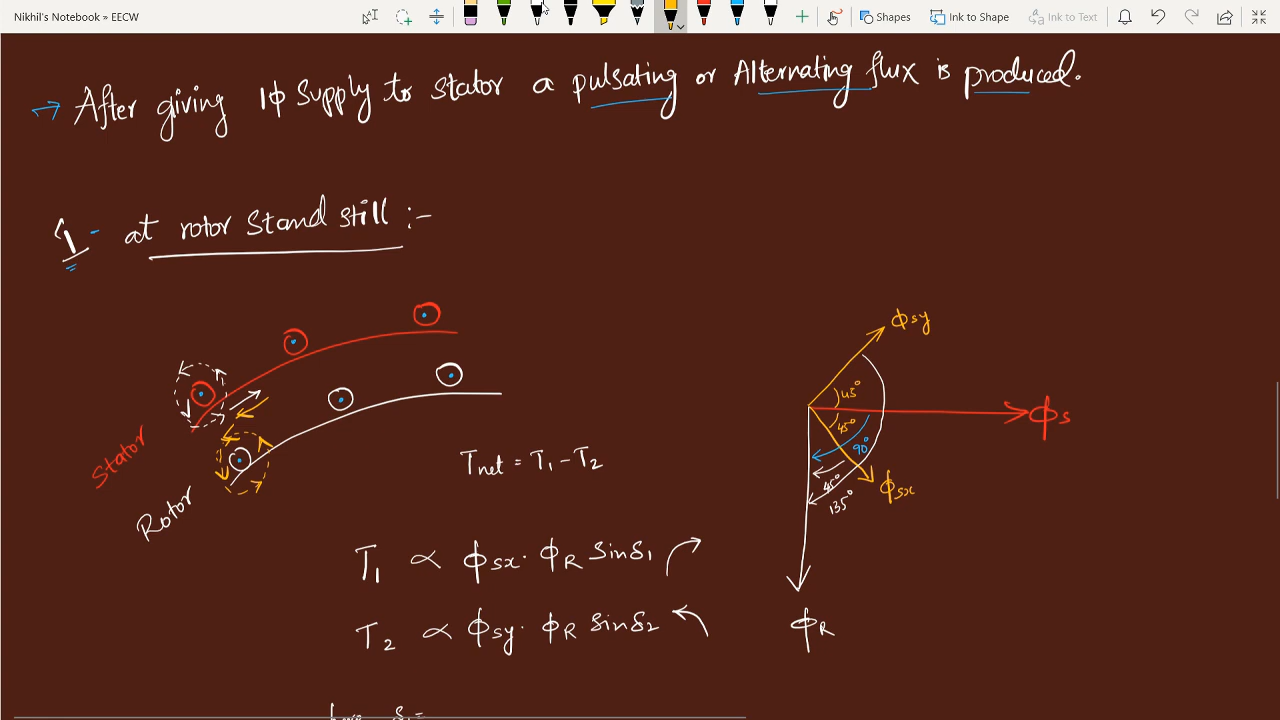 Nikhil's Notebook » EECW
Shapes Ink to Shape Ink to Text
→ After giving 1ϕ Supply to stator a pulsating or Alternating flux is produced.
1 - at rotor Stand still :-
ϕsy
45°
ϕs
45°
90°
ϕsx
45°
135°
Stator
Rotor
Tnet = T1 - T2
T1 ∝ ϕsx. ϕR Sinδ1
T2 ∝ ϕsy. ϕR Sinδ2
ϕR